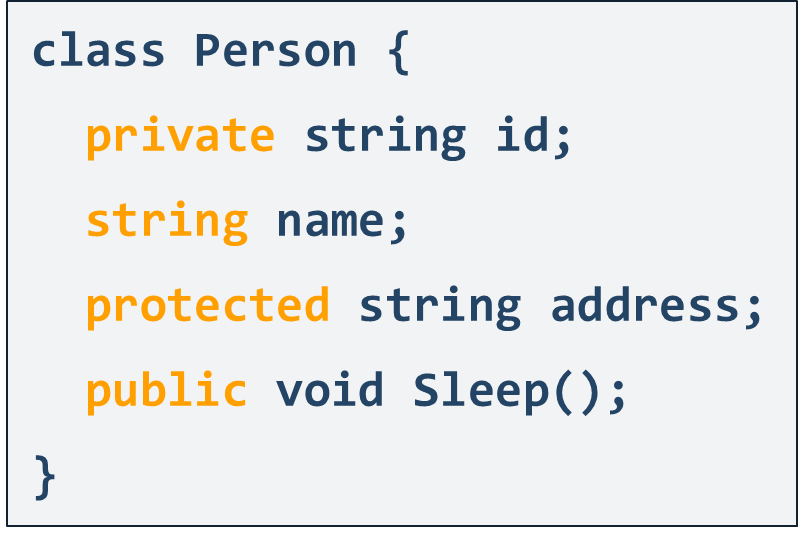 class Person {
private string id;
string name;
protected string address;
public void Sleep();
}